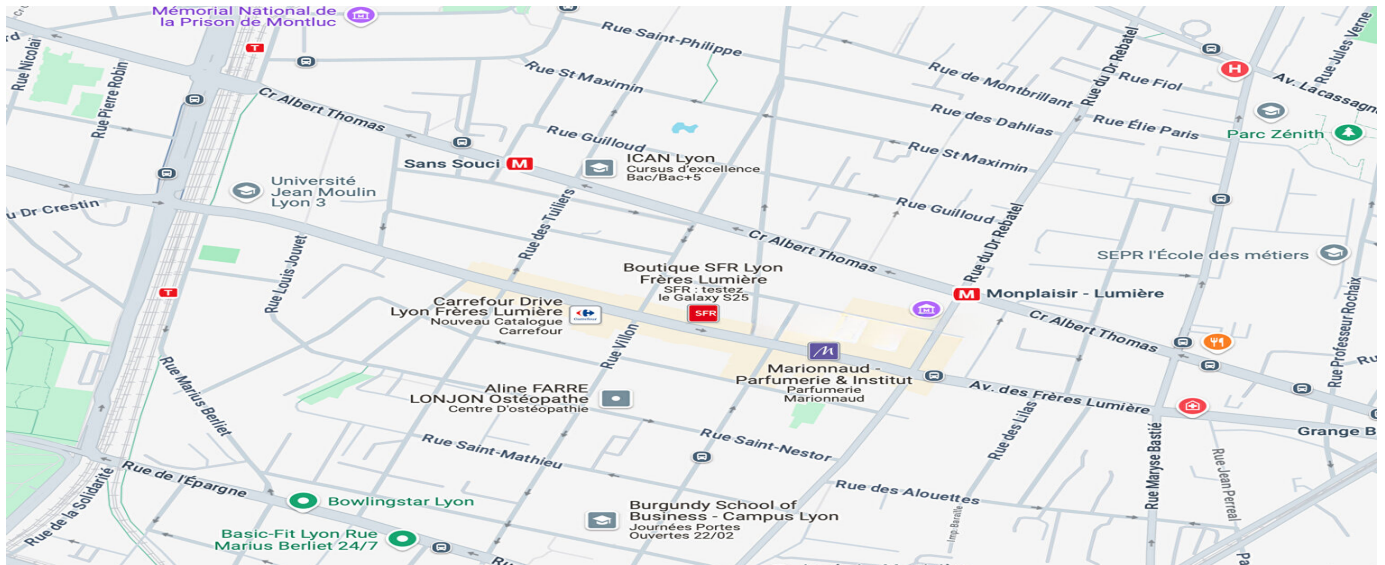 Mémorial National de
la Prison de Montluc
T
Rue Nicolaï
Rue Pierre Robin
Cr Albert Thomas
Rue Saint-Philippe
Rue St Maximin
Rue Guilloud
Rue de Montbrillant
Rue du Dr Rebatel
Rue Fiol
H
Av. Lacassagne
Rue Jules Verne
Rue des Dahlias
Rue Élie Paris
Parc Zénith
Rue St Maximin
Sans Souci
M
ICAN Lyon
Cursus d'excellence
Bac/Bac+5
Université
Jean Moulin
Lyon 3
u Dr Crestin
Rue des Tuiliers
Rue Guilloud
Cr Albert Thomas
Rue du Dr Rebatel
SEPR l'École des métiers
Rue Louis Jouvet
Boutique SFR Lyon
Frères Lumière
SFR : testez
le Galaxy S25
SFR
T
Carrefour Drive
Lyon Frères Lumière
Nouveau Catalogue
Carrefour
M
Monplaisir - Lumière
Cr Albert Thomas
Rue Professeur Rochaix
Rue Villon
M
Marionnaud -
Parfumerie & Institut
Parfumerie
Marionnaud
Rue Marius Berliet
Aline FARRE
LONJON Ostéopathe
Centre D'ostéopathie
Av. des Frères Lumière
Grange B
Rue Saint-Mathieu
Rue Saint-Nestor
Rue des Lilas
Rue Maryse Bastié
Rue Jean Perréal
Rue de l'Épargne
Rue de la Solidarité
Rue des Alouettes
Imp. Baralle
Bowlingstar Lyon
Burgundy School of
Business - Campus Lyon
Journées Portes
Ouvertes 22/02
Basic-Fit Lyon Rue
Marius Berliet 24/7